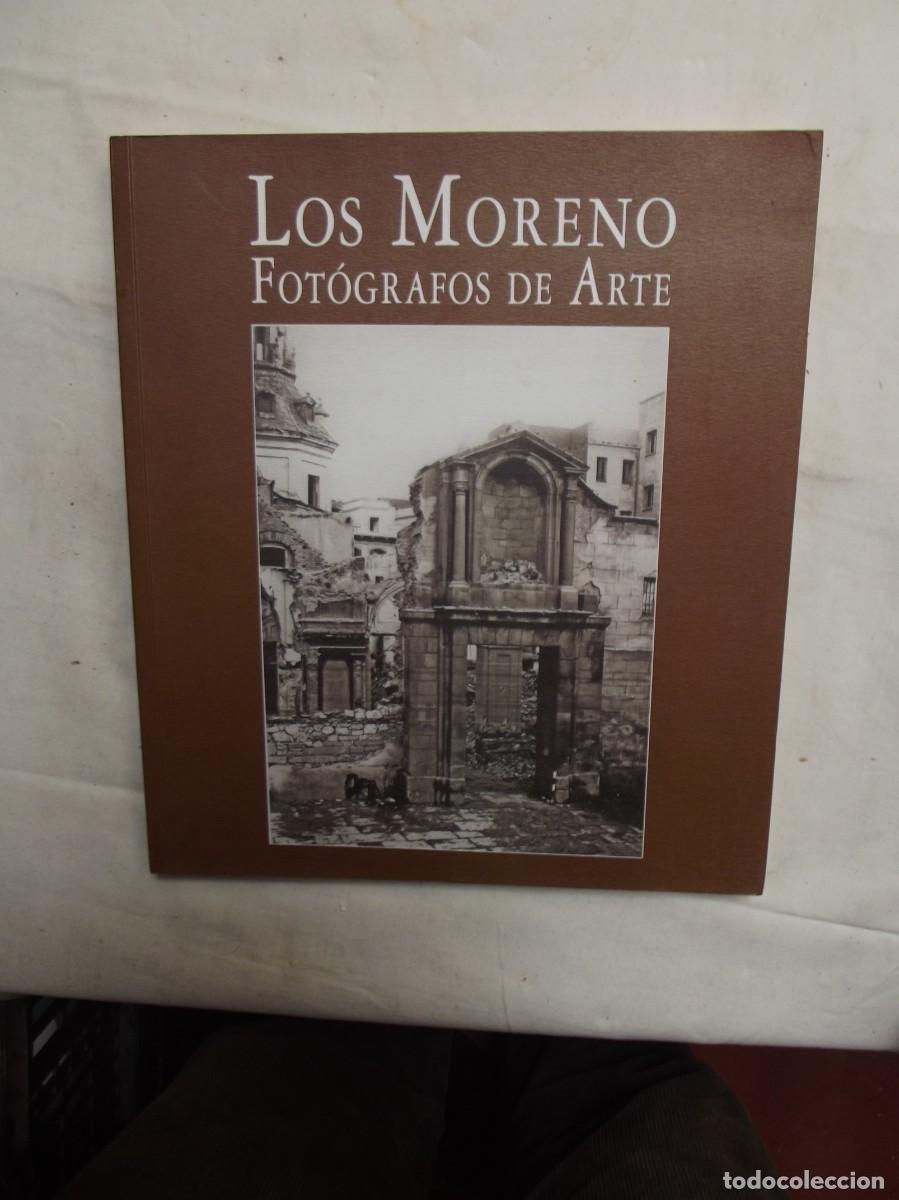 LOS MORENO
FOTÓGRAFOS DE ARTE
todocoleccion